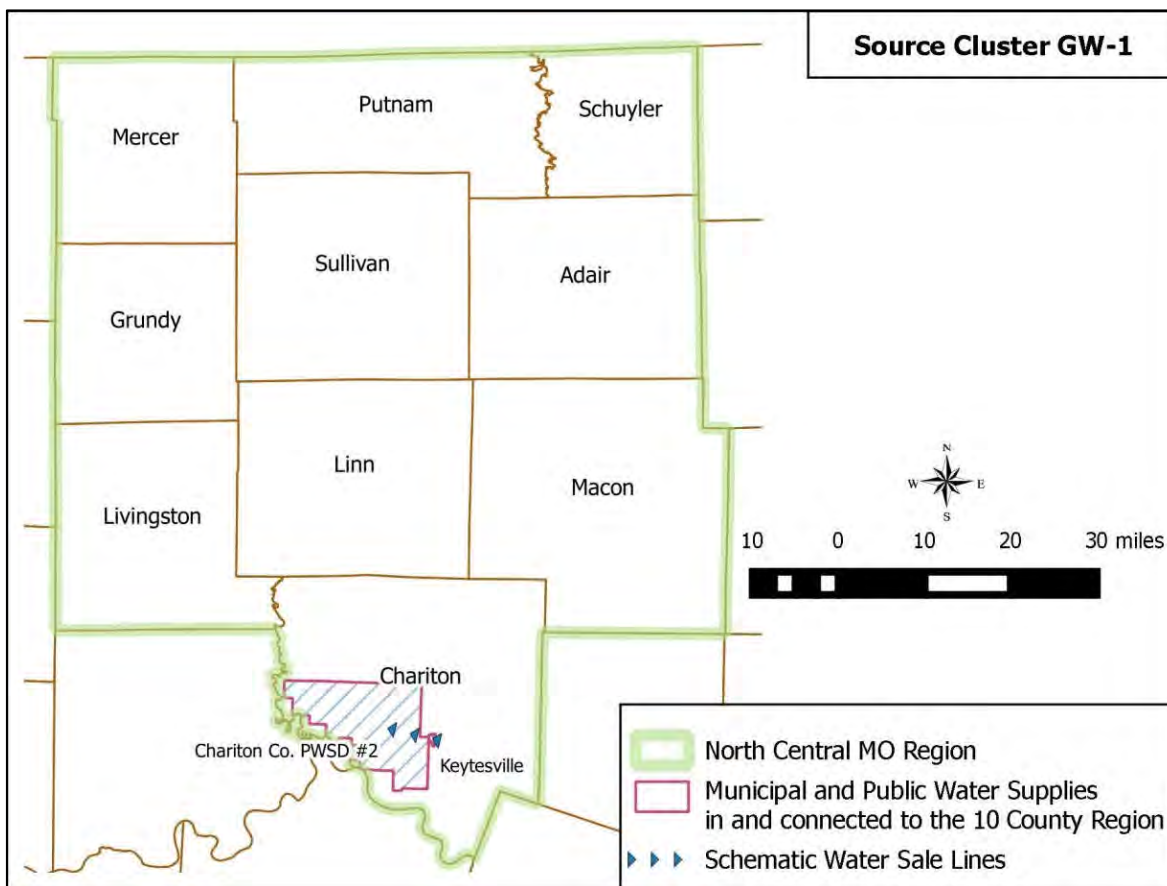 Source Cluster GW-1
Putnam
Schuyler
Mercer
Sullivan
Adair
Grundy
Linn
Macon
Livingston
N
W
E
S
10 0 10 20 30 miles
Chariton
Chariton Co. PWSD #2
Keytesville
North Central MO Region
Municipal and Public Water Supplies
in and connected to the 10 County Region
Schematic Water Sale Lines